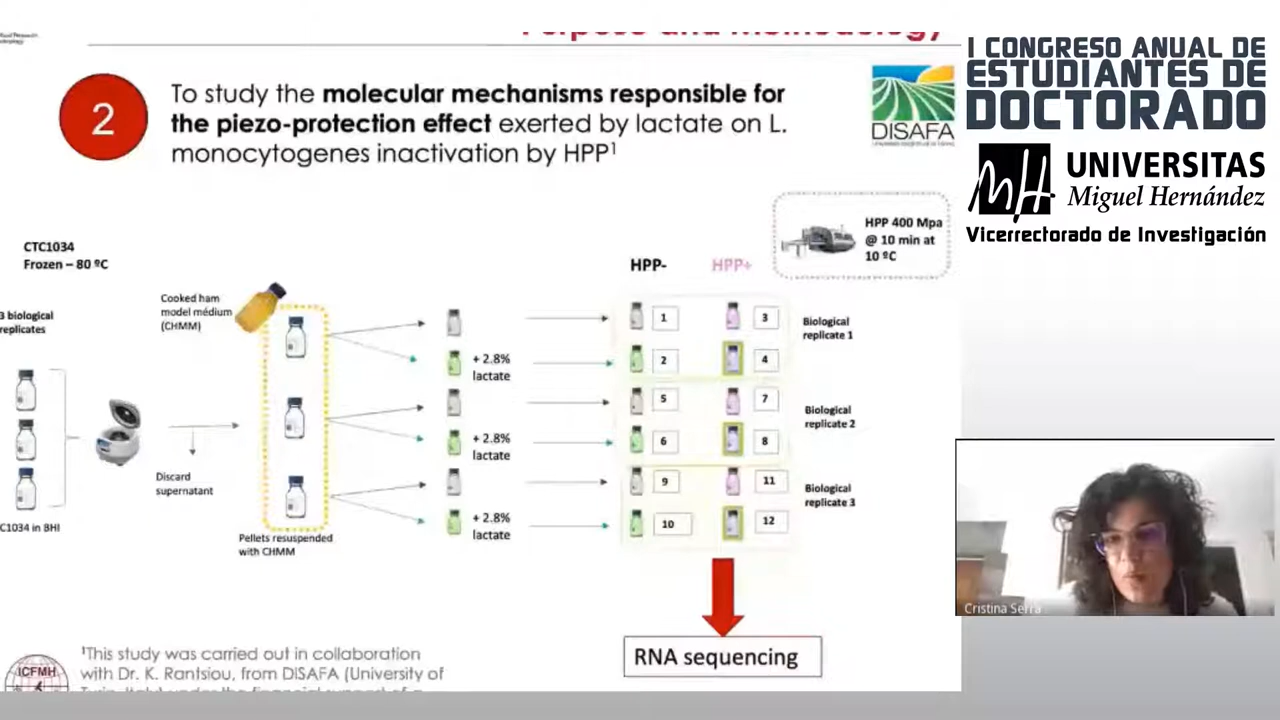 Purpose and Methodology
2
To study the molecular mechanisms responsible for
the piezo-protection effect exerted by lactate on L.
monocytogenes inactivation by HPP¹
DISAFA
I CONGRESO ANUAL DE
ESTUDIANTES DE
DOCTORADO
UNIVERSITAS
Miguel Hernández
Vicerrectorado de Investigación
HPP 400 Mpa
@ 10 min at
10 ºC
CTC1034
Frozen – 80 ºC
HPP-
HPP+
3 biological
replicates
Cooked ham
model médium
(CHMM)
+ 2.8%
lactate
+ 2.8%
lactate
+ 2.8%
lactate
1
3
2
4
5
7
6
8
9
11
10
12
Biological
replicate 1
Biological
replicate 2
Biological
replicate 3
Discard
supernatant
C1034 in BHI
Pellets resuspended
with CHMM
RNA sequencing
Cristina Serra
ICFMH
¹This study was carried out in collaboration
with Dr. K. Rantsiou, from DISAFA (University of